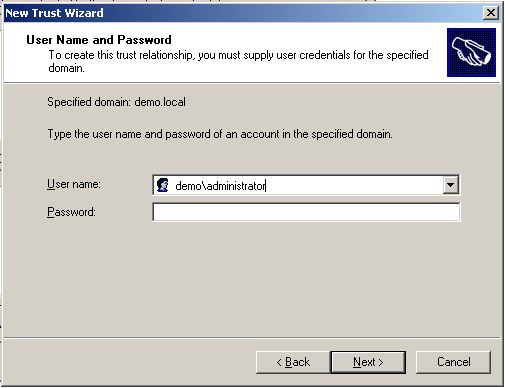 New Trust Wizard
User Name and Password
To create this trust relationship, you must supply user credentials for the specified
domain.
Specified domain: demo.local
Type the user name and password of an account in the specified domain.
User name:
demo\administrator
Password:
< Back
Next >
Cancel